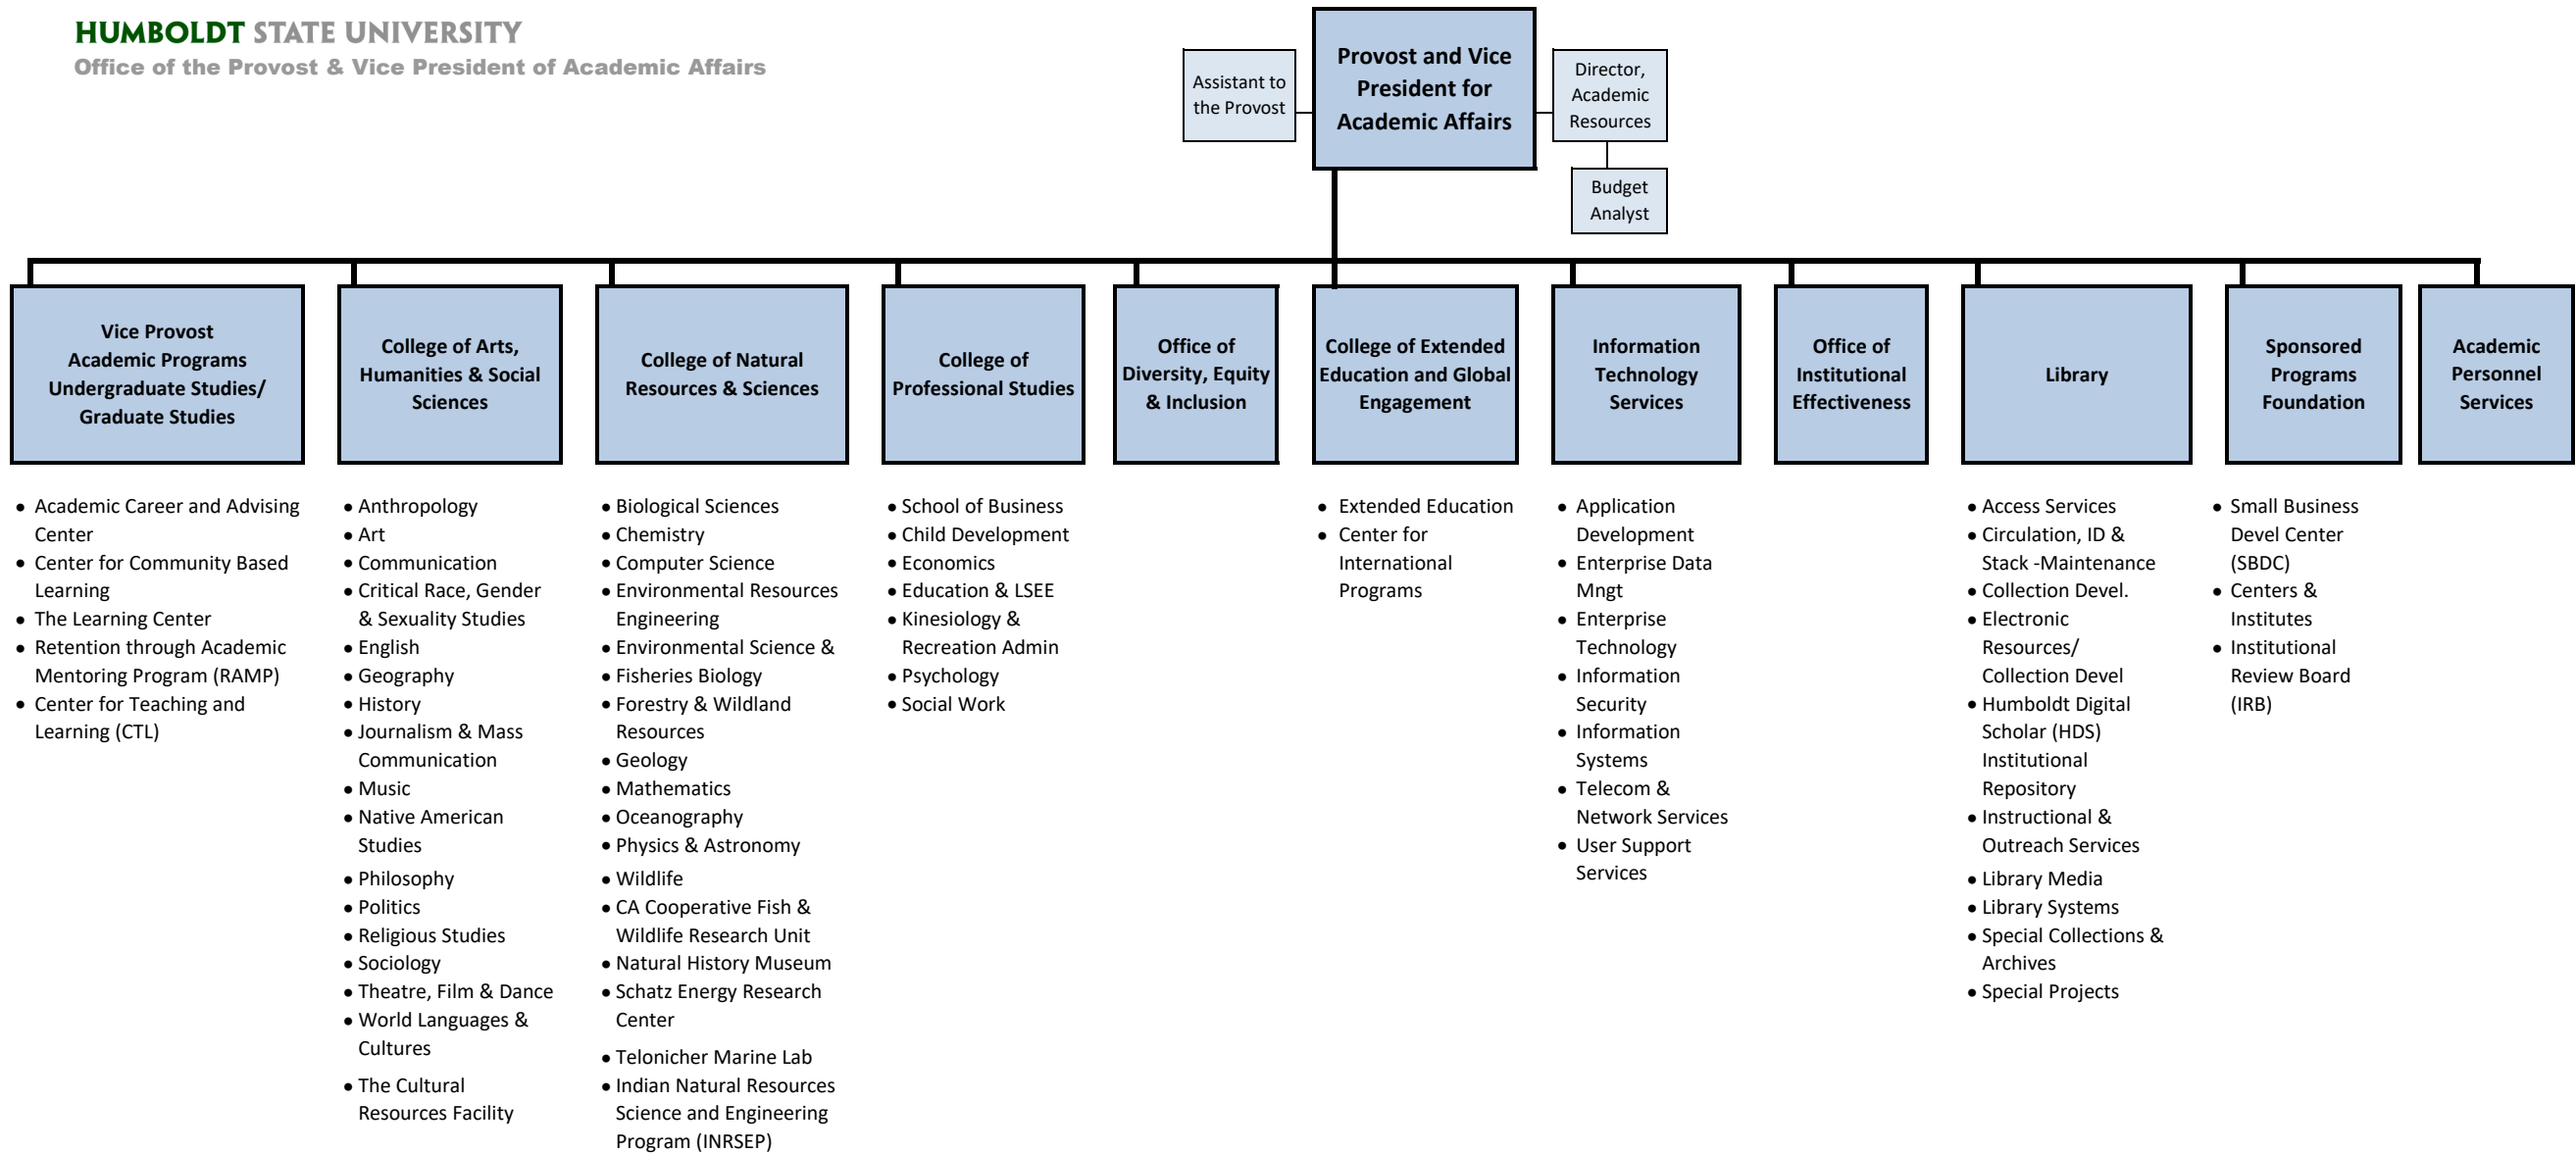 HUMBOLDT STATE UNIVERSITY
Office of the Provost & Vice President of Academic Affairs
Assistant to
the Provost
Provost and Vice
President for
Academic Affairs
Director,
Academic
Resources
Budget
Analyst
Vice Provost
Academic Programs
Undergraduate Studies/
Graduate Studies
College of Arts,
Humanities & Social
Sciences
College of Natural
Resources & Sciences
College of
Professional Studies
Office of
Diversity, Equity
& Inclusion
College of Extended
Education and Global
Engagement
Information
Technology
Services
Office of
Institutional
Effectiveness
Library
Sponsored
Programs
Foundation
Academic
Personnel
Services
• Academic Career and Advising
Center
• Center for Community Based
Learning
• The Learning Center
• Retention through Academic
Mentoring Program (RAMP)
• Center for Teaching and
Learning (CTL)
• Anthropology
• Art
• Communication
• Critical Race, Gender
& Sexuality Studies
• English
• Geography
• History
• Journalism & Mass
Communication
• Music
• Native American
Studies
• Philosophy
• Politics
• Religious Studies
• Sociology
• Theatre, Film & Dance
• World Languages &
Cultures
• The Cultural
Resources Facility
• Biological Sciences
• Chemistry
• Computer Science
• Environmental Resources
Engineering
• Environmental Science &
• Fisheries Biology
• Forestry & Wildland
Resources
• Geology
• Mathematics
• Oceanography
• Physics & Astronomy
• Wildlife
• CA Cooperative Fish &
Wildlife Research Unit
• Natural History Museum
• Schatz Energy Research
Center
• Telonicher Marine Lab
• Indian Natural Resources
Science and Engineering
Program (INRSEP)
• School of Business
• Child Development
• Economics
• Education & LSEE
• Kinesiology &
Recreation Admin
• Psychology
• Social Work
• Extended Education
• Center for
International
Programs
• Application
Development
• Enterprise Data
Mngt
• Enterprise
Technology
• Information
Security
• Information
Systems
• Telecom &
Network Services
• User Support
Services
• Access Services
• Circulation, ID &
Stack -Maintenance
• Collection Devel.
• Electronic
Resources/
Collection Devel
• Humboldt Digital
Scholar (HDS)
Institutional
Repository
• Instructional &
Outreach Services
• Library Media
• Library Systems
• Special Collections &
Archives
• Special Projects
• Small Business
Devel Center
(SBDC)
• Centers &
Institutes
• Institutional
Review Board
(IRB)